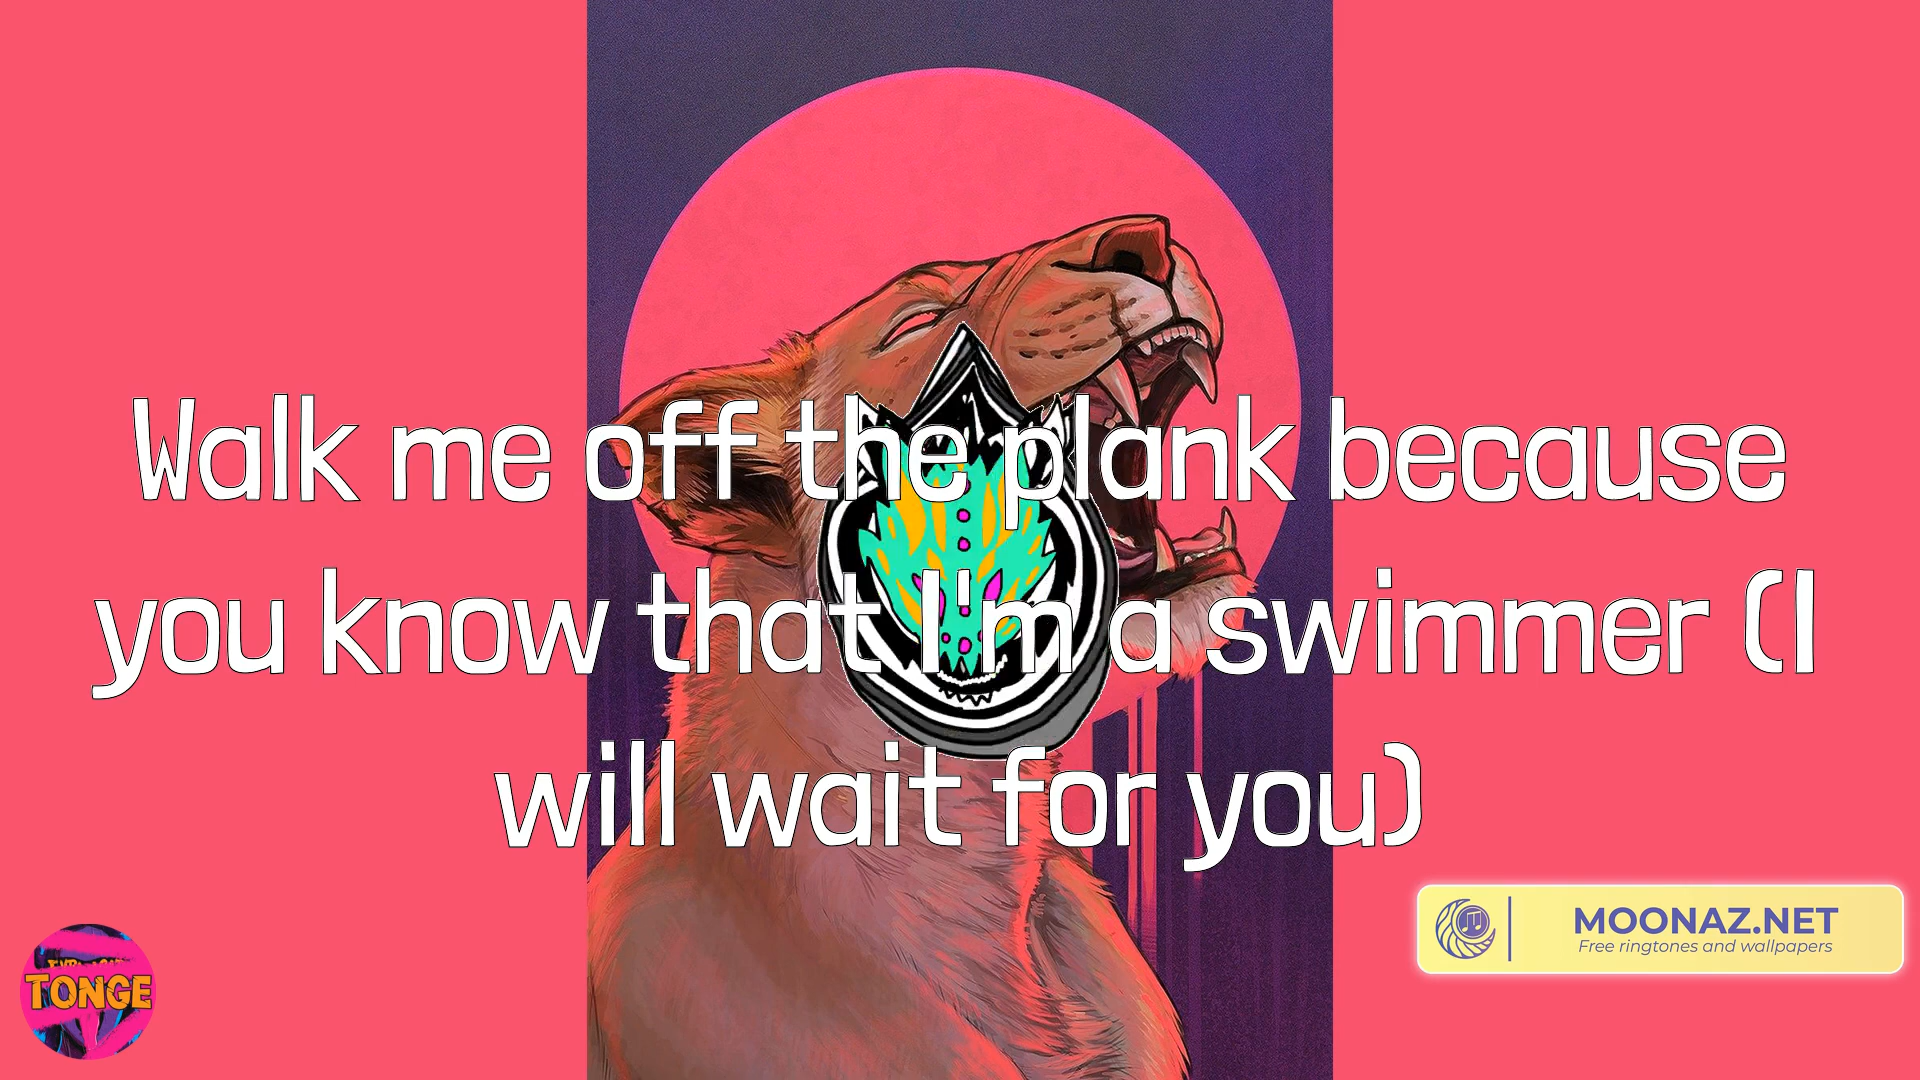 Walk me off the plank because
you know that I'm a swimmer (I
will wait for you)
MOONAZ.NET
Free ringtones and wallpapers
TONGE